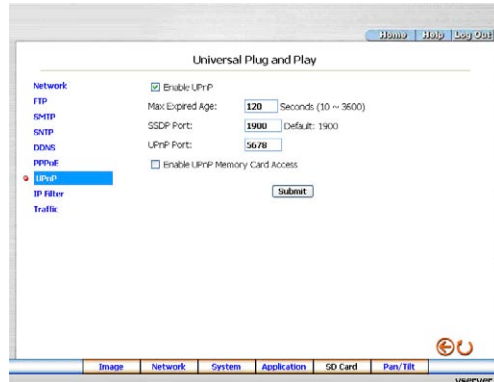 Home Help Log Out
Universal Plug and Play
Network
FTP
SMTP
SNTP
DDNS
PPPoE
UPnP
IP Filter
Traffic
Enable UPnP
Max Expired Age: 120 Seconds (10 ~ 3600)
SSDP Port: 1900 Default: 1900
UPnP Port: 5678
Enable UPnP Memory Card Access
Submit
Image Network System Application SD Card Pan/Tilt
vserver